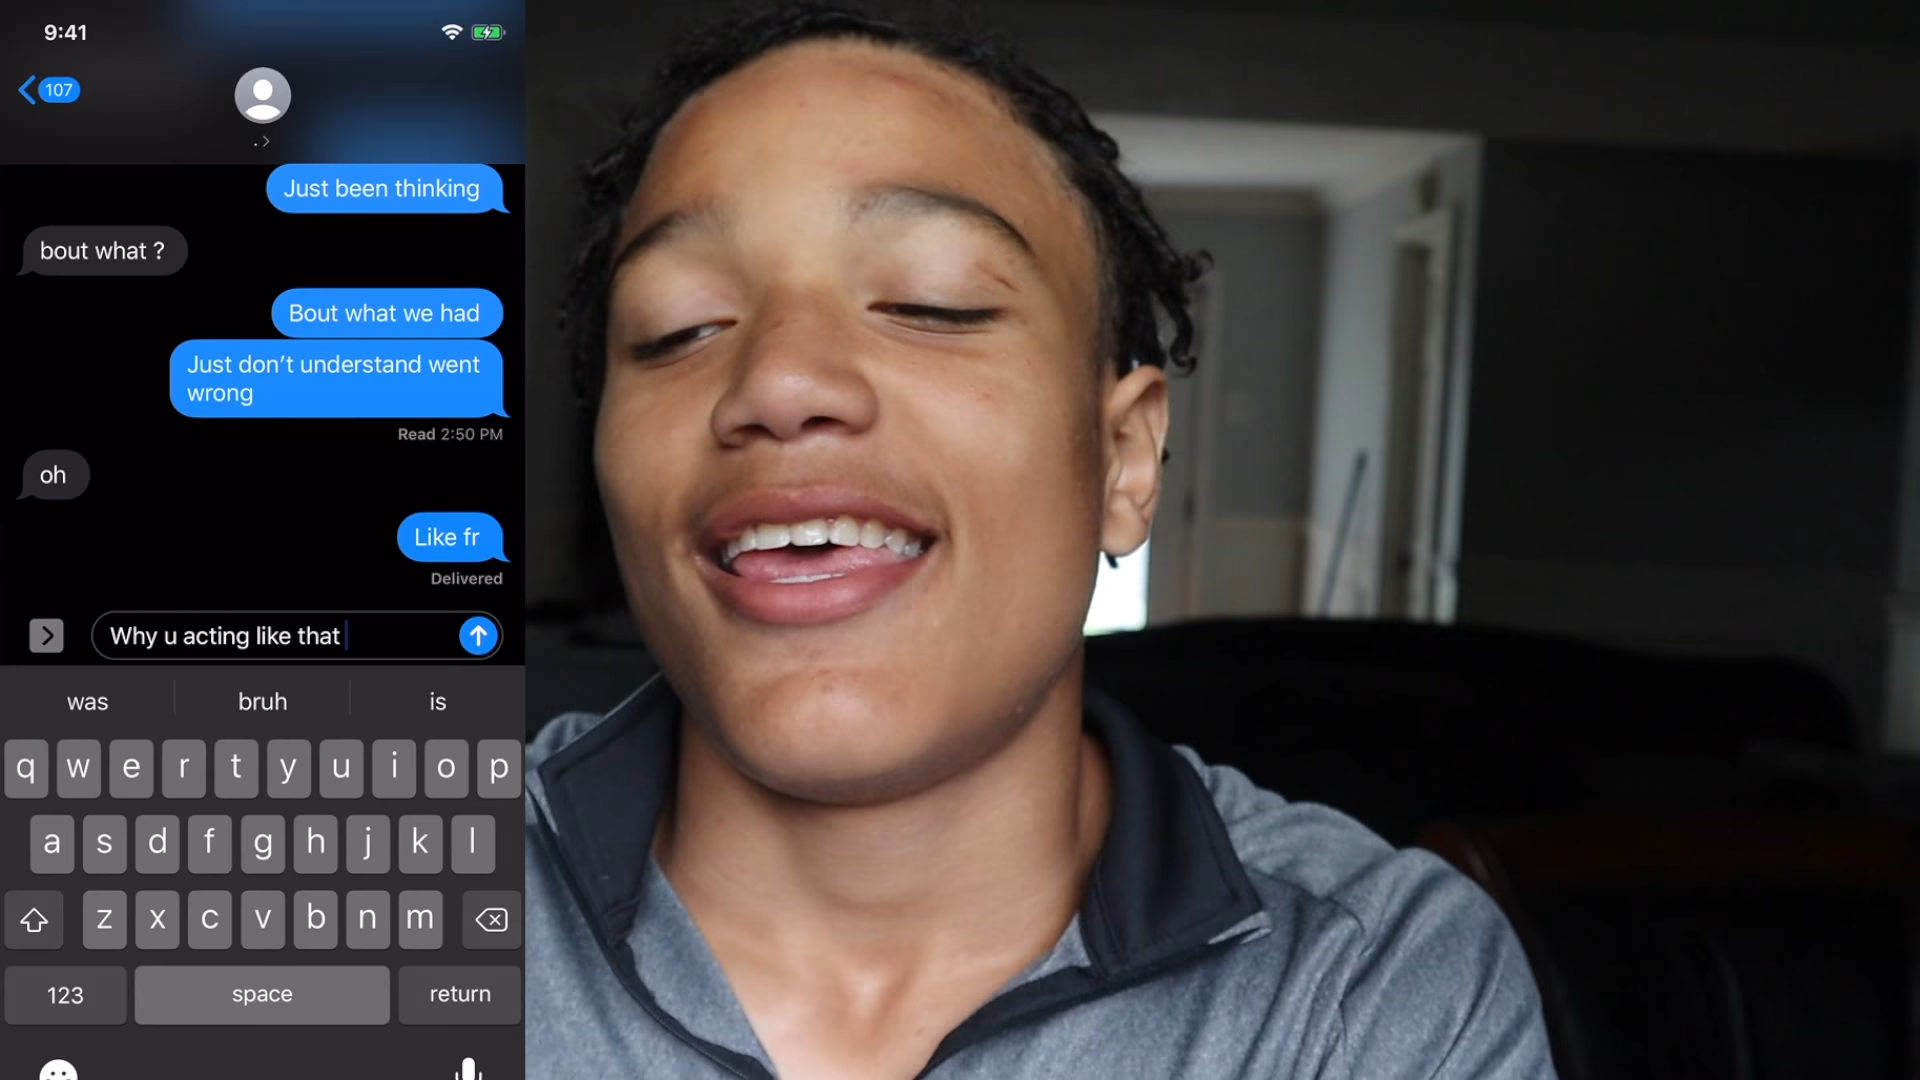 9:41
107
.
Just been thinking
bout what ?
Bout what we had
Just don’t understand went
wrong
Read 2:50 PM
oh
Like fr
Delivered
Why u acting like that
was bruh is
q w e r t y u i o p
a s d f g h j k l
z x c v b n m
123 space return